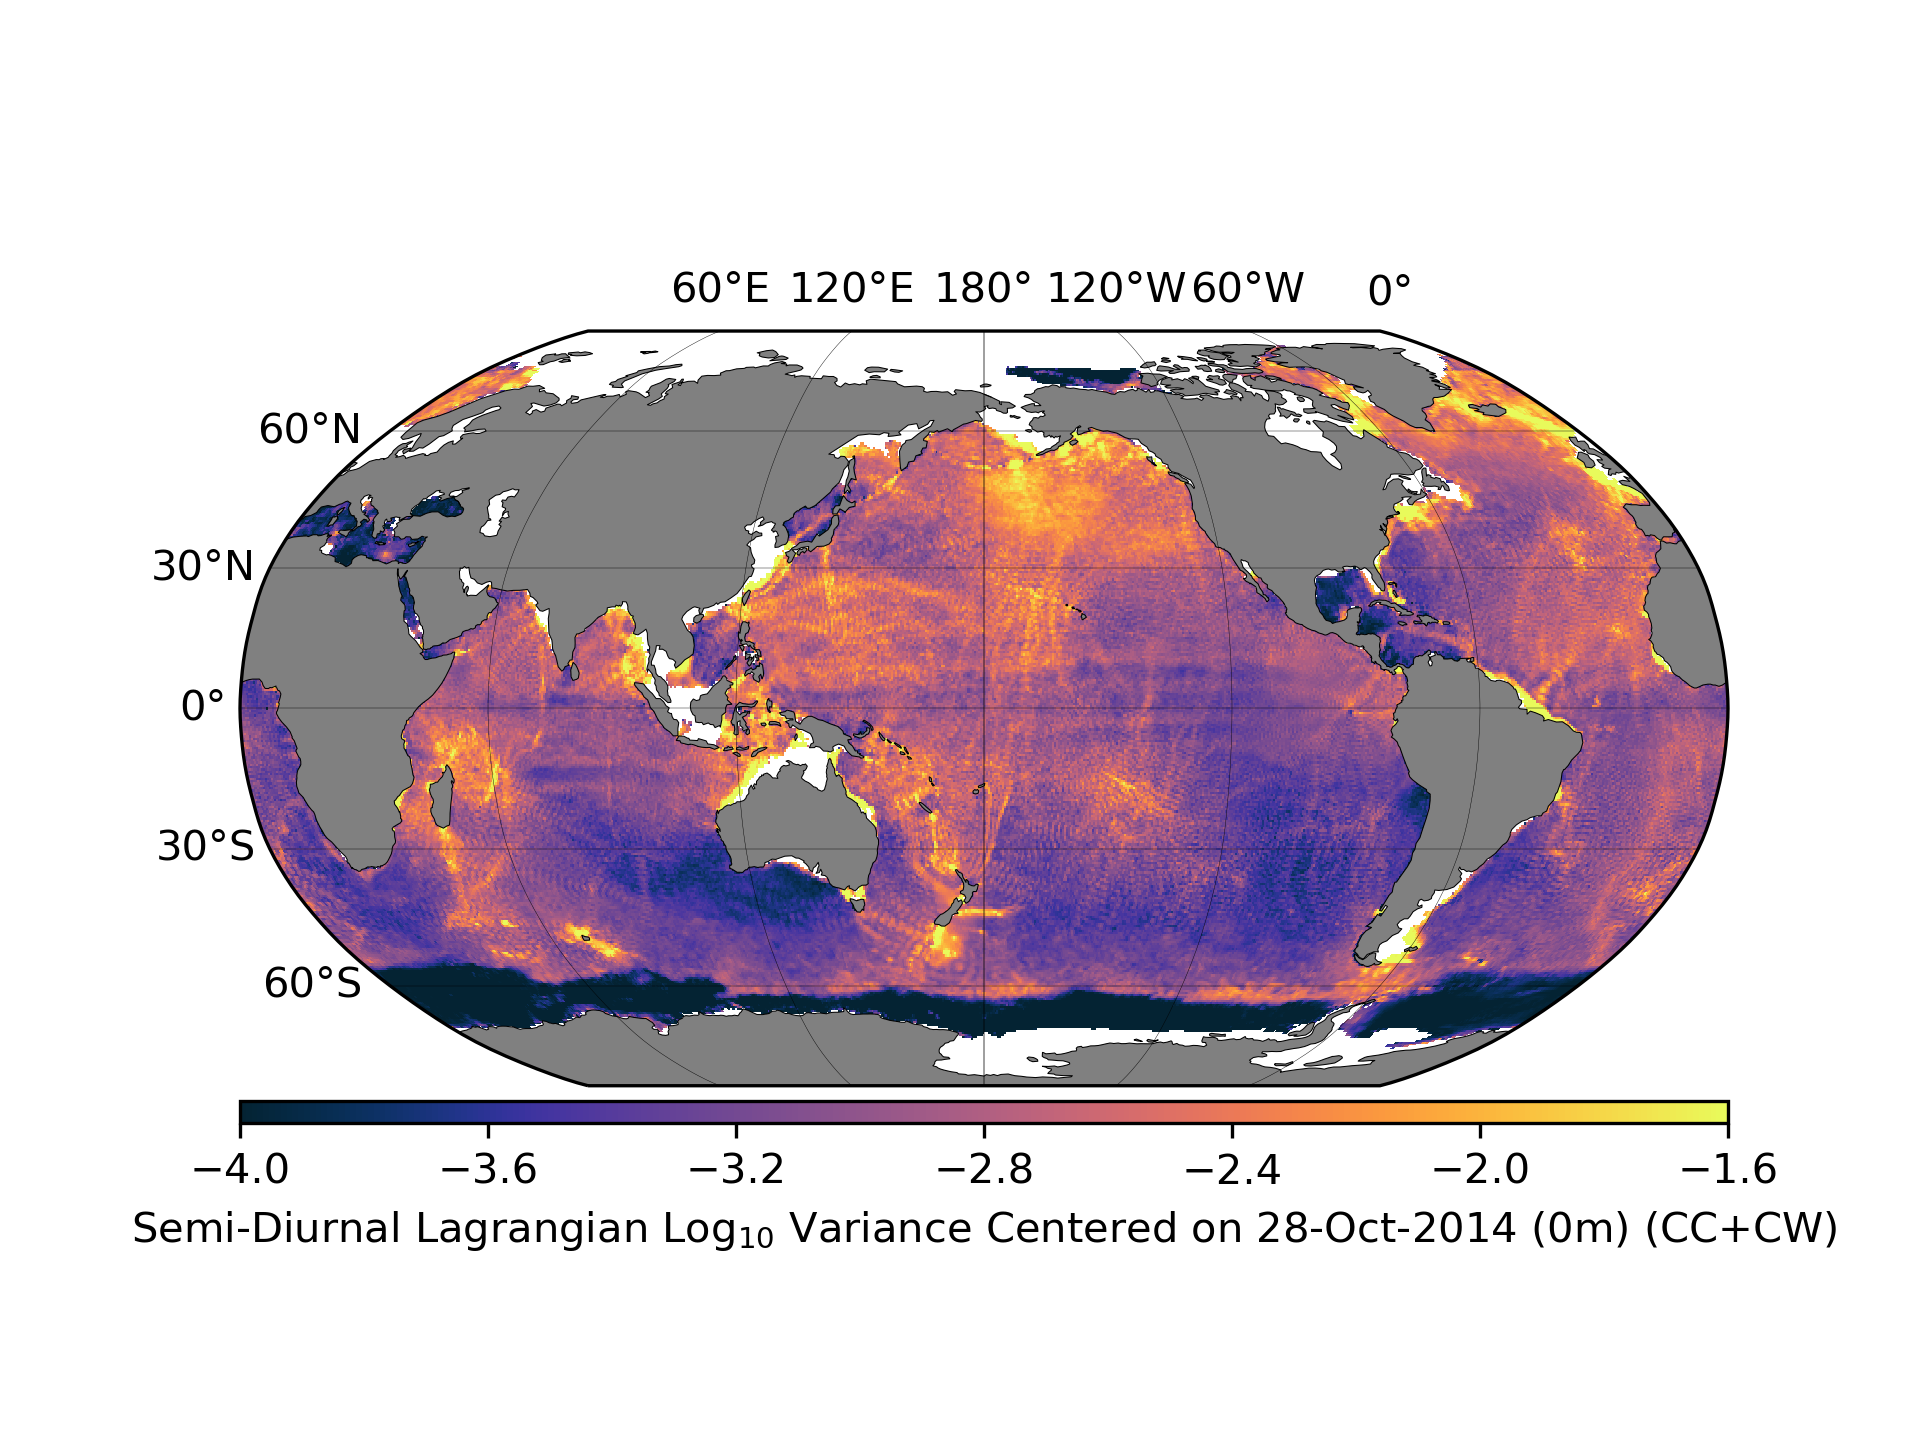 60°E 120°E 180° 120°W 60°W 0°
60°N
30°N
0°
30°S
60°S
−4.0 −3.6 −3.2 −2.8 −2.4 −2.0 −1.6
Semi-Diurnal Lagrangian Log₁₀ Variance Centered on 28-Oct-2014 (0m) (CC+CW)